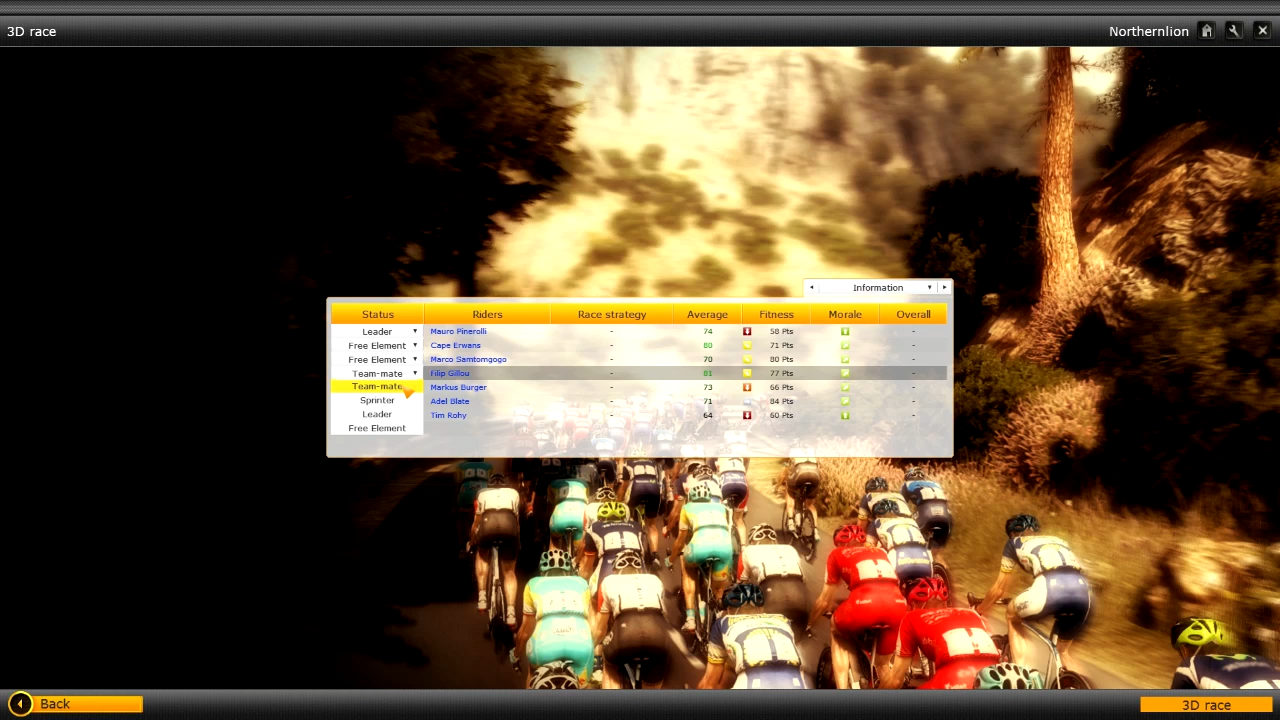 3D race
Northernlion
Information
Status Riders Race strategy Average Fitness Morale Overall
Leader Mauro Pinerolli - 74 58 Pts -
Free Element Cape Erwans - 80 71 Pts -
Free Element Marco Samtomgogo - 70 80 Pts -
Team-mate Filip Gillou - 81 77 Pts -
Team-mate Markus Burger - 73 66 Pts -
Sprinter Adel Blate - 71 84 Pts -
Leader Tim Rohy - 64 60 Pts -
Free Element
Back
3D race